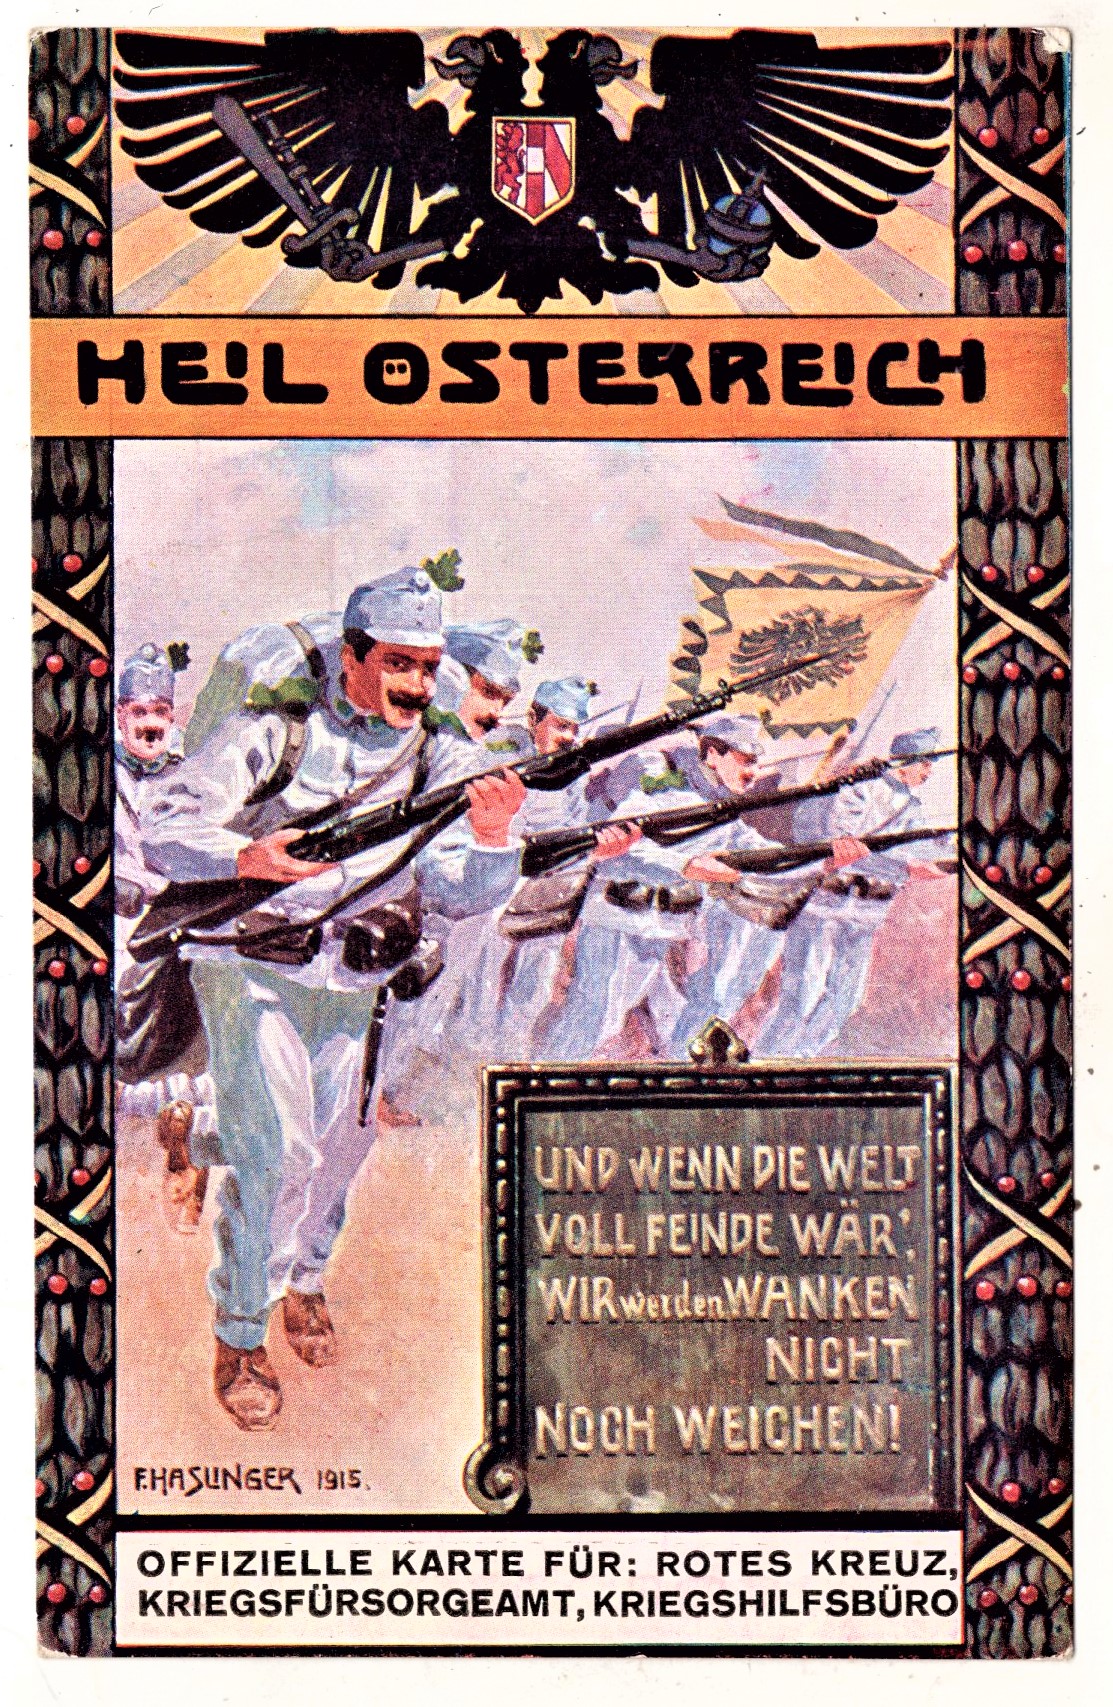 HEIL ÖSTERREICH
UND WENN DIE WELT
VOLL FEINDE WÄR':
WIR werden WANKEN
NICHT
NOCH WEICHEN!
F. HASLINGER 1915.
OFFIZIELLE KARTE FÜR: ROTES KREUZ,
KRIEGSFÜRSORGEAMT, KRIEGSHILFSBÜRO